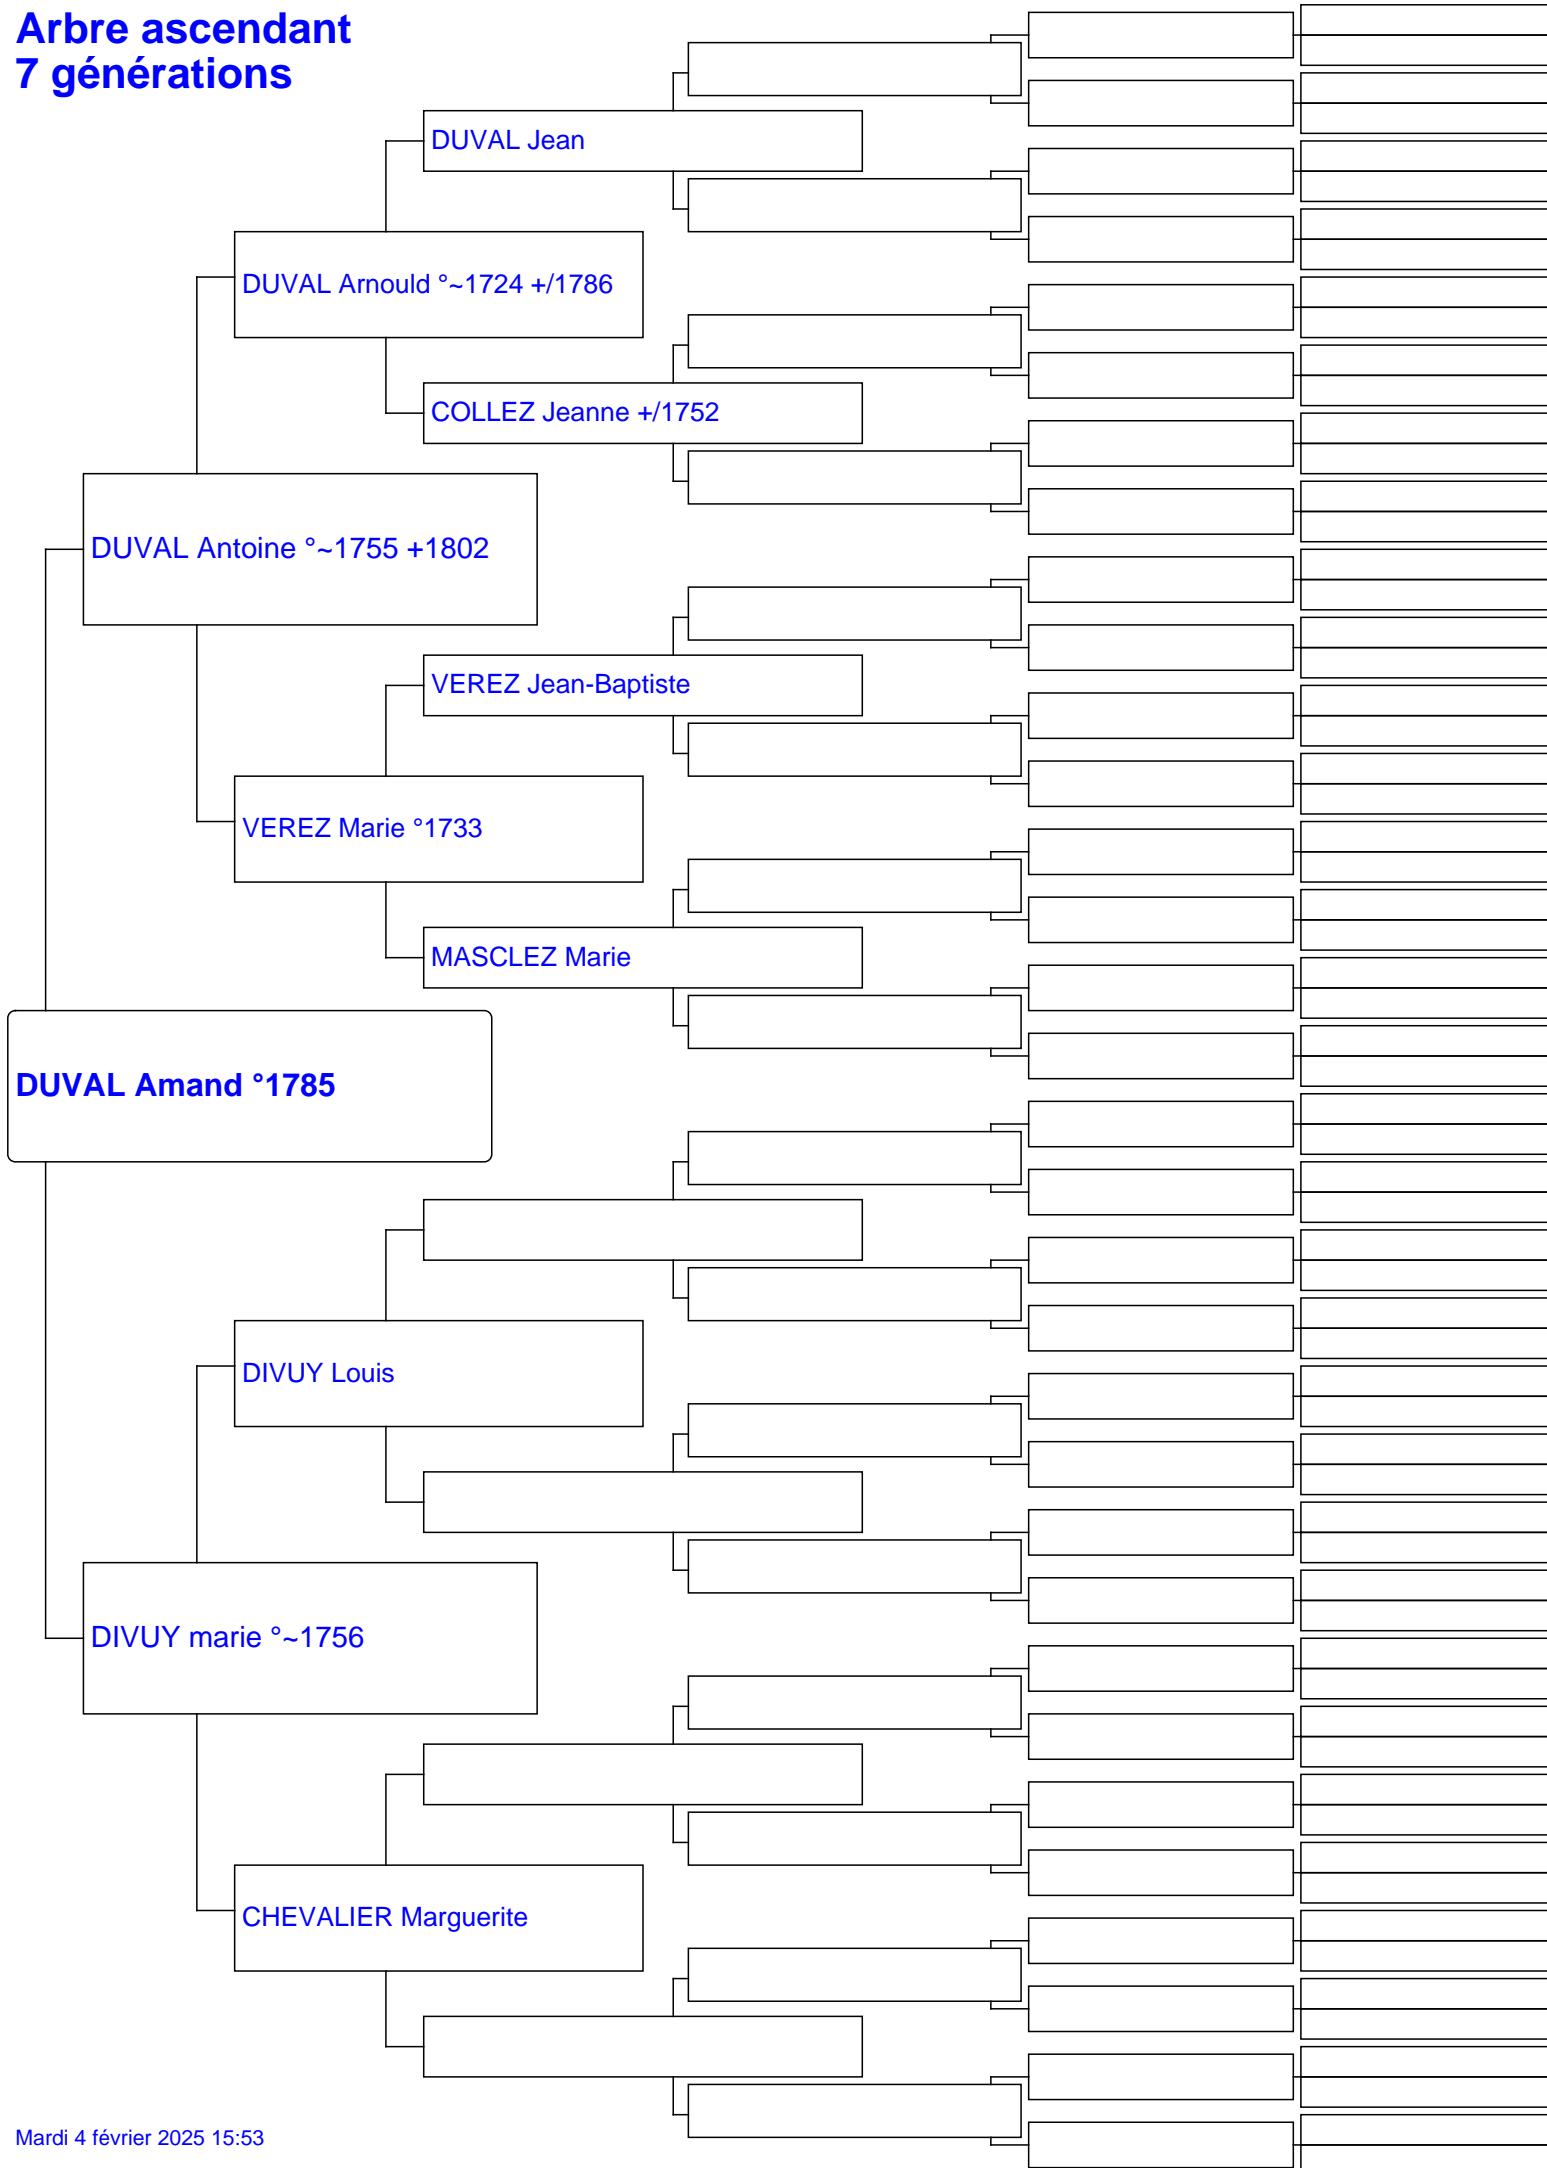 Arbre ascendant
7 générations
DUVAL Jean
DUVAL Arnould °~1724 +/1786
COLLEZ Jeanne +/1752
DUVAL Antoine °~1755 +1802
VEREZ Jean-Baptiste
VEREZ Marie °1733
MASCLEZ Marie
DUVAL Amand °1785
DIVUY Louis
DIVUY marie °~1756
CHEVALIER Marguerite
Mardi 4 février 2025 15:53